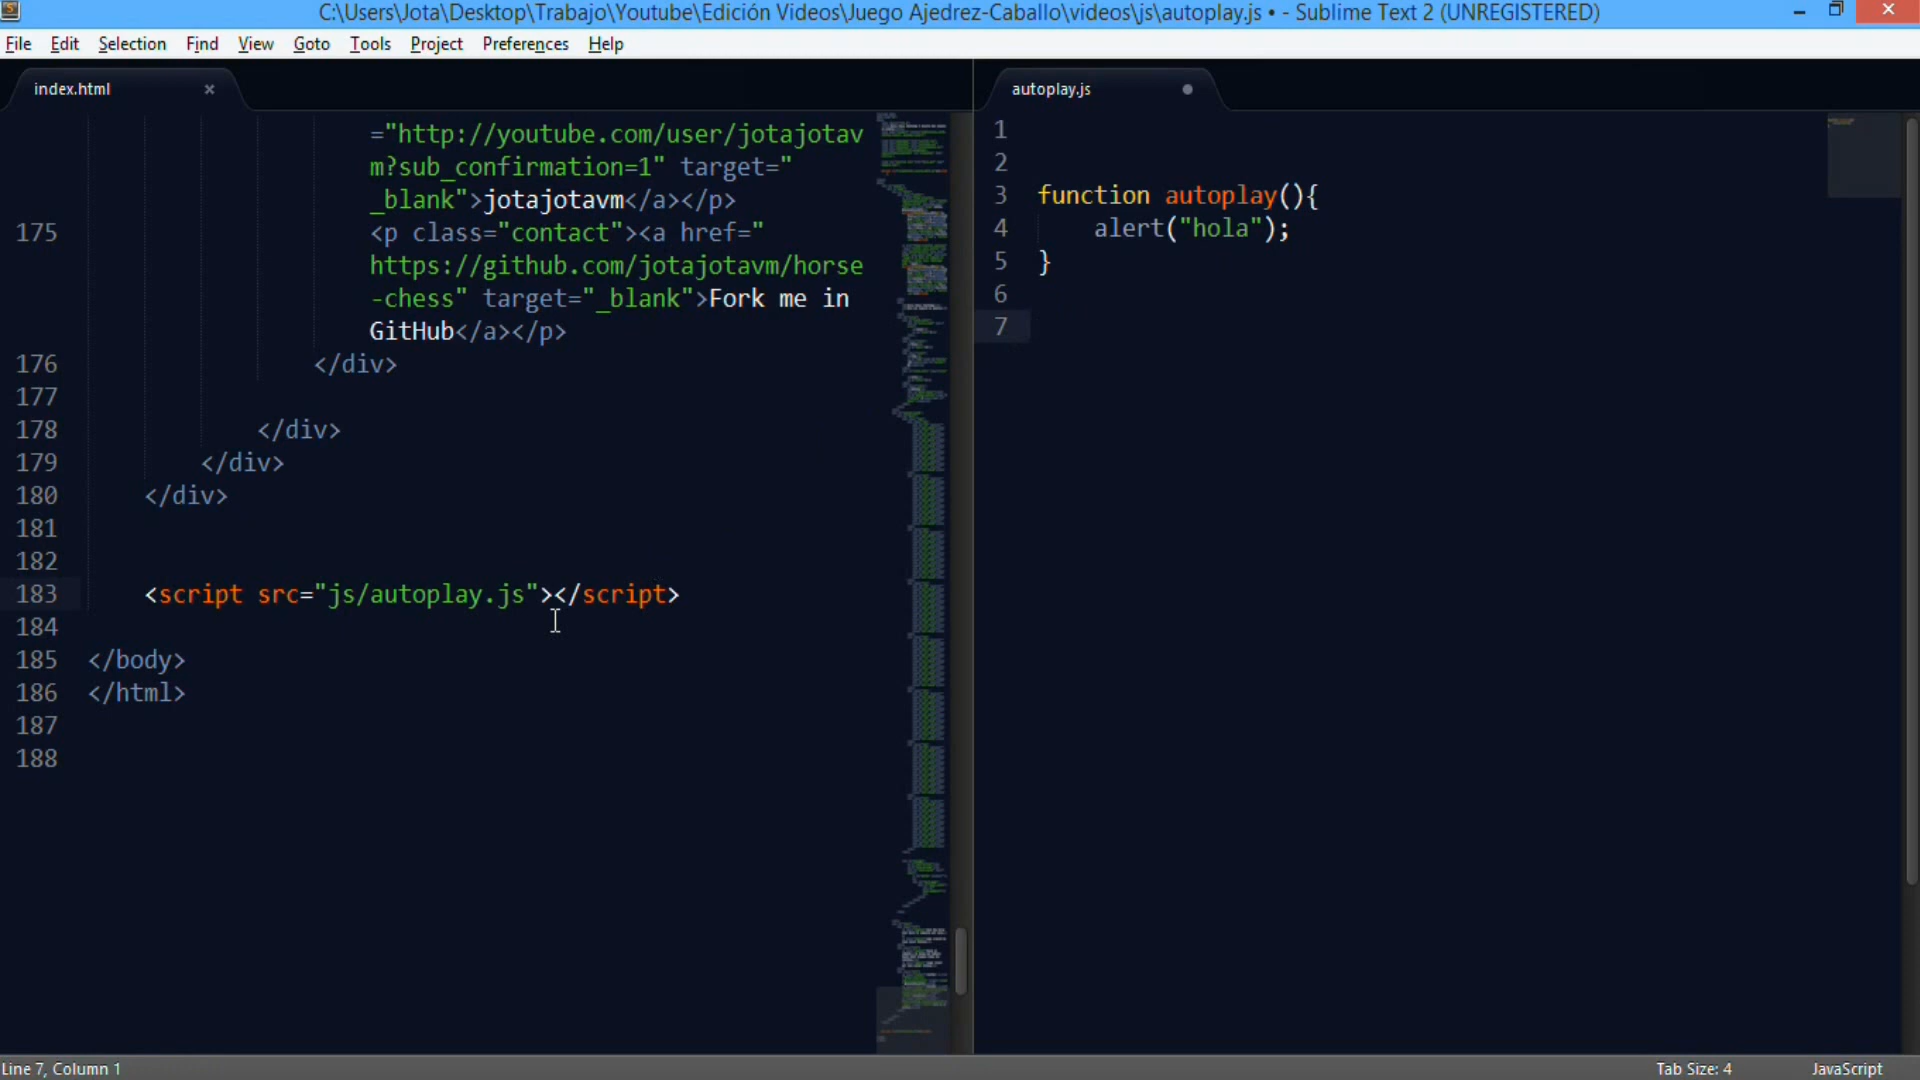 C:\Users\Jota\Desktop\Trabajo\Youtube\Edición Videos\Juego Ajedrez-Caballo\videos\js\autoplay.js • - Sublime Text 2 (UNREGISTERED)
File Edit Selection Find View Goto Tools Project Preferences Help
index.html ×
="http://youtube.com/user/jotajotav
m?sub_confirmation=1" target="
_blank">jotajotavm</a></p>
175 <p class="contact"><a href="
https://github.com/jotajotavm/horse
-chess" target="_blank">Fork me in
GitHub</a></p>
176 </div>
177
178 </div>
179 </div>
180 </div>
181
182
183 <script src="js/autoplay.js"></script>
184
185 </body>
186 </html>
187
188
autoplay.js
1
2
3 function autoplay(){
4 alert("hola");
5 }
6
7
Line 7, Column 1
Tab Size: 4
JavaScript